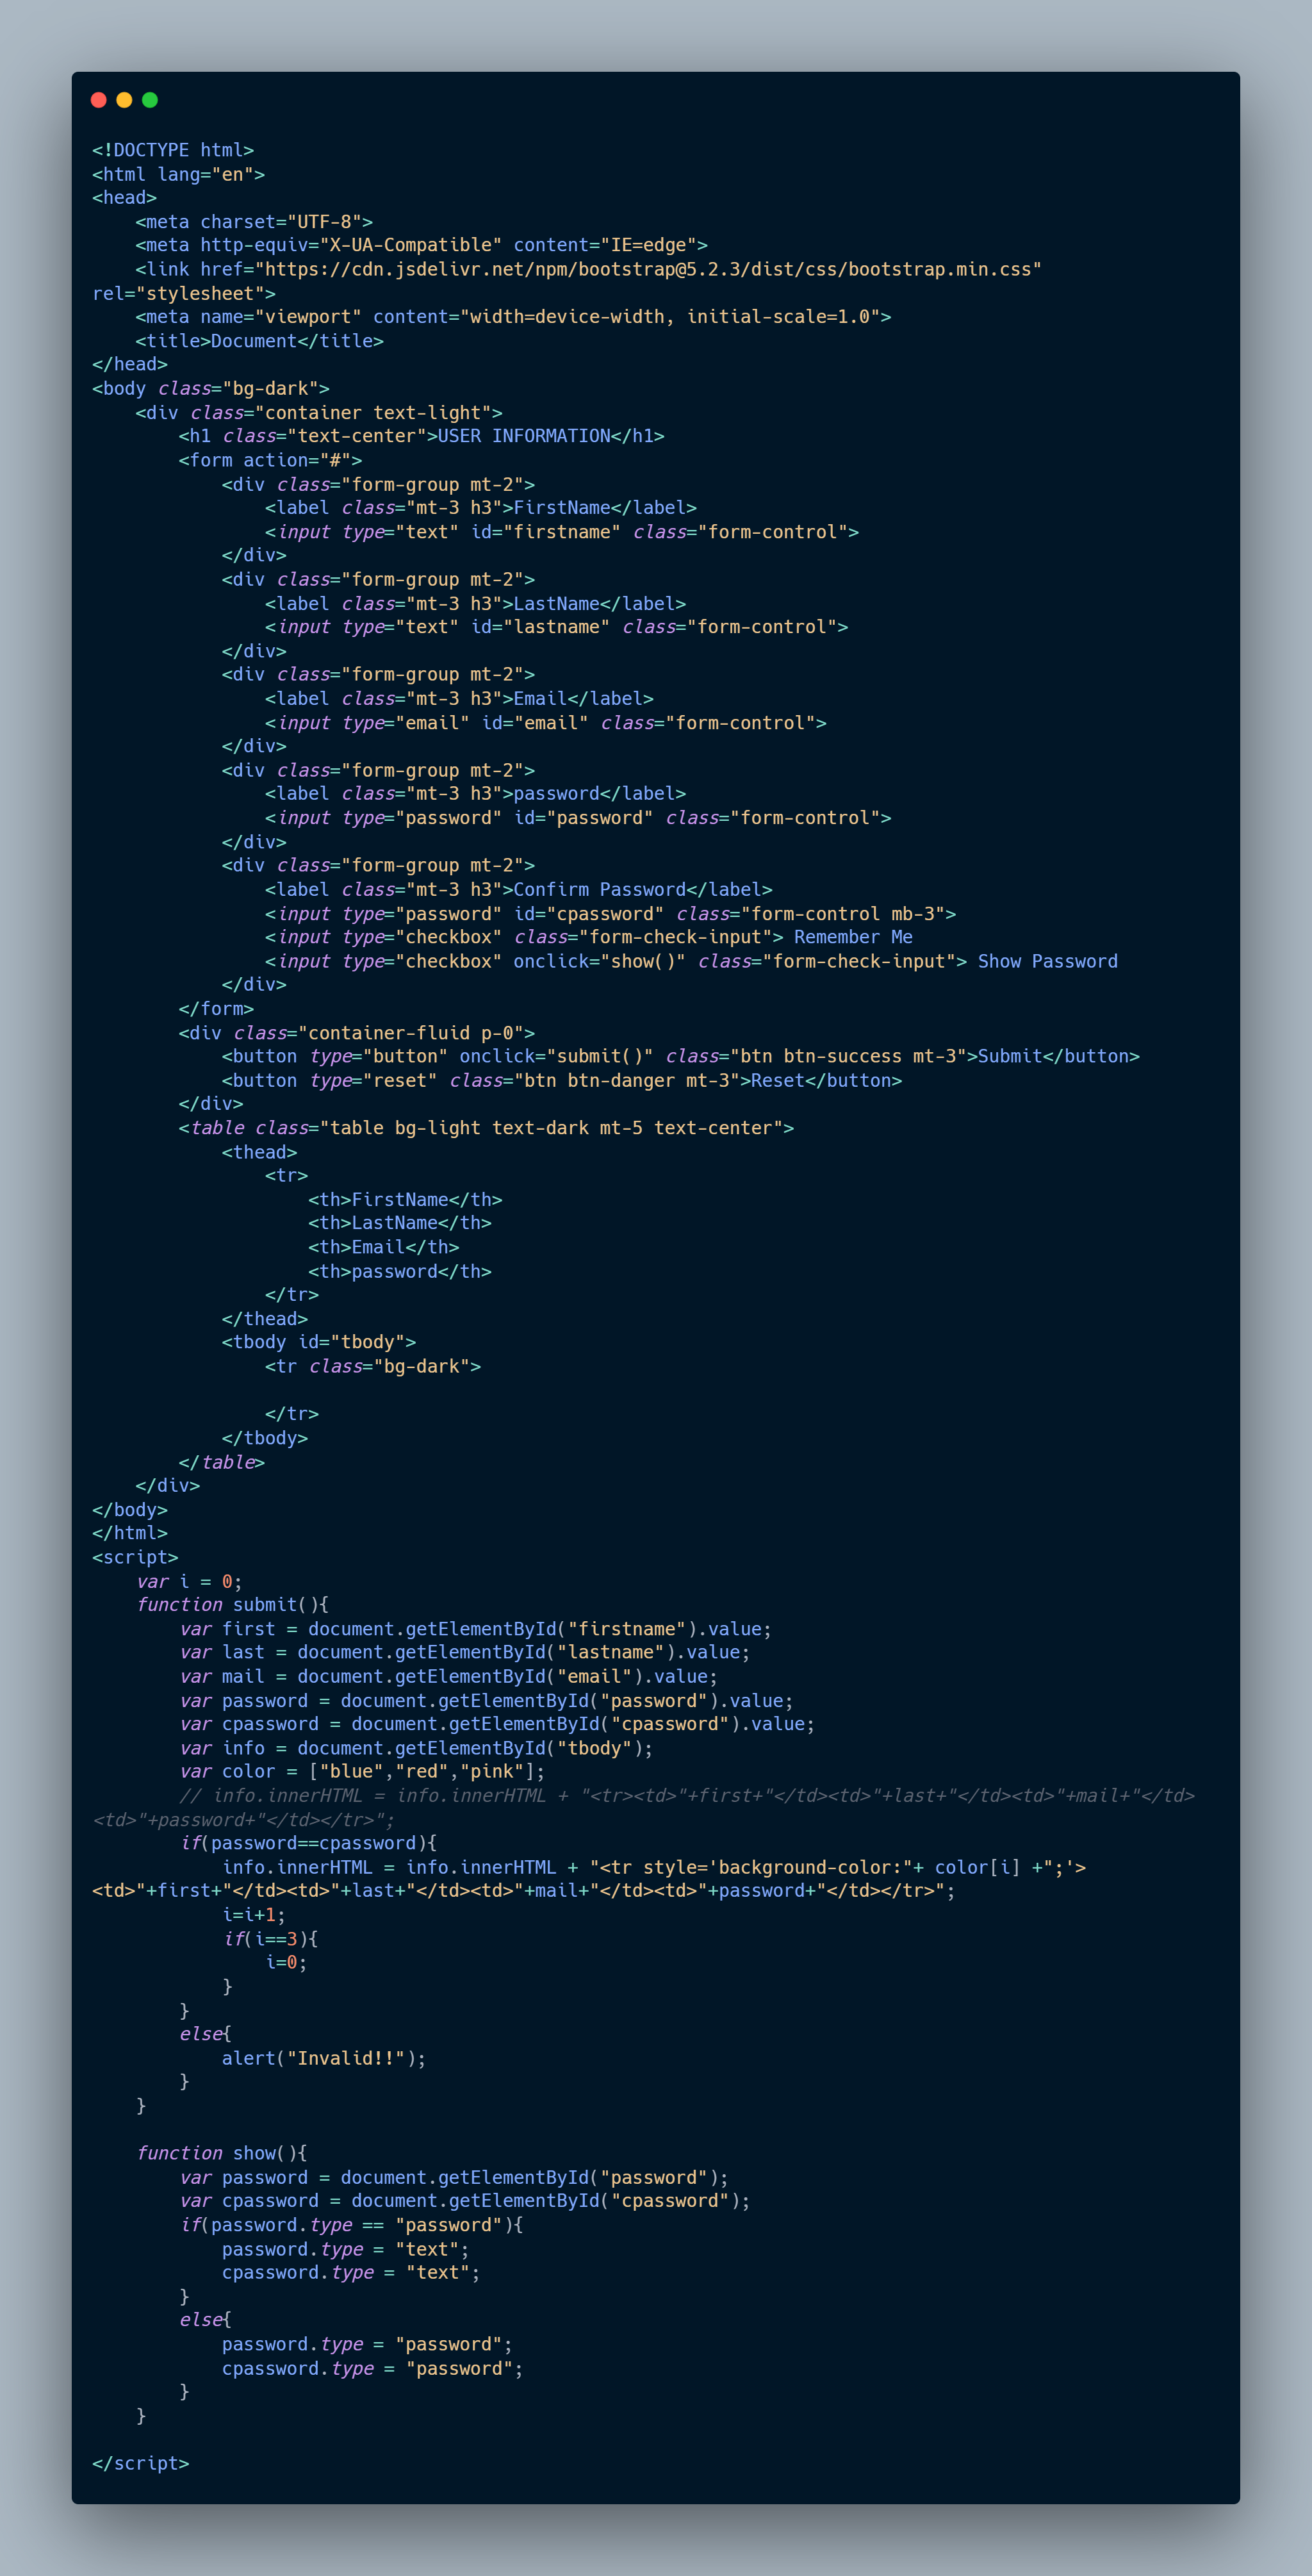 <!DOCTYPE html>
<html lang="en">
<head>
    <meta charset="UTF-8">
    <meta http-equiv="X-UA-Compatible" content="IE=edge">
    <link href="https://cdn.jsdelivr.net/npm/bootstrap@5.2.3/dist/css/bootstrap.min.css"
rel="stylesheet">
    <meta name="viewport" content="width=device-width, initial-scale=1.0">
    <title>Document</title>
</head>
<body class="bg-dark">
    <div class="container text-light">
        <h1 class="text-center">USER INFORMATION</h1>
        <form action="#">
            <div class="form-group mt-2">
                <label class="mt-3 h3">FirstName</label>
                <input type="text" id="firstname" class="form-control">
            </div>
            <div class="form-group mt-2">
                <label class="mt-3 h3">LastName</label>
                <input type="text" id="lastname" class="form-control">
            </div>
            <div class="form-group mt-2">
                <label class="mt-3 h3">Email</label>
                <input type="email" id="email" class="form-control">
            </div>
            <div class="form-group mt-2">
                <label class="mt-3 h3">password</label>
                <input type="password" id="password" class="form-control">
            </div>
            <div class="form-group mt-2">
                <label class="mt-3 h3">Confirm Password</label>
                <input type="password" id="cpassword" class="form-control mb-3">
                <input type="checkbox" class="form-check-input"> Remember Me
                <input type="checkbox" onclick="show()" class="form-check-input"> Show Password
            </div>
        </form>
        <div class="container-fluid p-0">
            <button type="button" onclick="submit()" class="btn btn-success mt-3">Submit</button>
            <button type="reset" class="btn btn-danger mt-3">Reset</button>
        </div>
        <table class="table bg-light text-dark mt-5 text-center">
            <thead>
                <tr>
                    <th>FirstName</th>
                    <th>LastName</th>
                    <th>Email</th>
                    <th>password</th>
                </tr>
            </thead>
            <tbody id="tbody">
                <tr class="bg-dark">

                </tr>
            </tbody>
        </table>
    </div>
</body>
</html>
<script>
    var i = 0;
    function submit(){
        var first = document.getElementById("firstname").value;
        var last = document.getElementById("lastname").value;
        var mail = document.getElementById("email").value;
        var password = document.getElementById("password").value;
        var cpassword = document.getElementById("cpassword").value;
        var info = document.getElementById("tbody");
        var color = ["blue","red","pink"];
        // info.innerHTML = info.innerHTML + "<tr><td>"+first+"</td><td>"+last+"</td><td>"+mail+"</td>
<td>"+password+"</td></tr>";
        if(password==cpassword){
            info.innerHTML = info.innerHTML + "<tr style='background-color:"+ color[i] +";'>
<td>"+first+"</td><td>"+last+"</td><td>"+mail+"</td><td>"+password+"</td></tr>";
            i=i+1;
            if(i==3){
                i=0;
            }
        }
        else{
            alert("Invalid!!");
        }
    }

    function show(){
        var password = document.getElementById("password");
        var cpassword = document.getElementById("cpassword");
        if(password.type == "password"){
            password.type = "text";
            cpassword.type = "text";
        }
        else{
            password.type = "password";
            cpassword.type = "password";
        }
    }

</script>